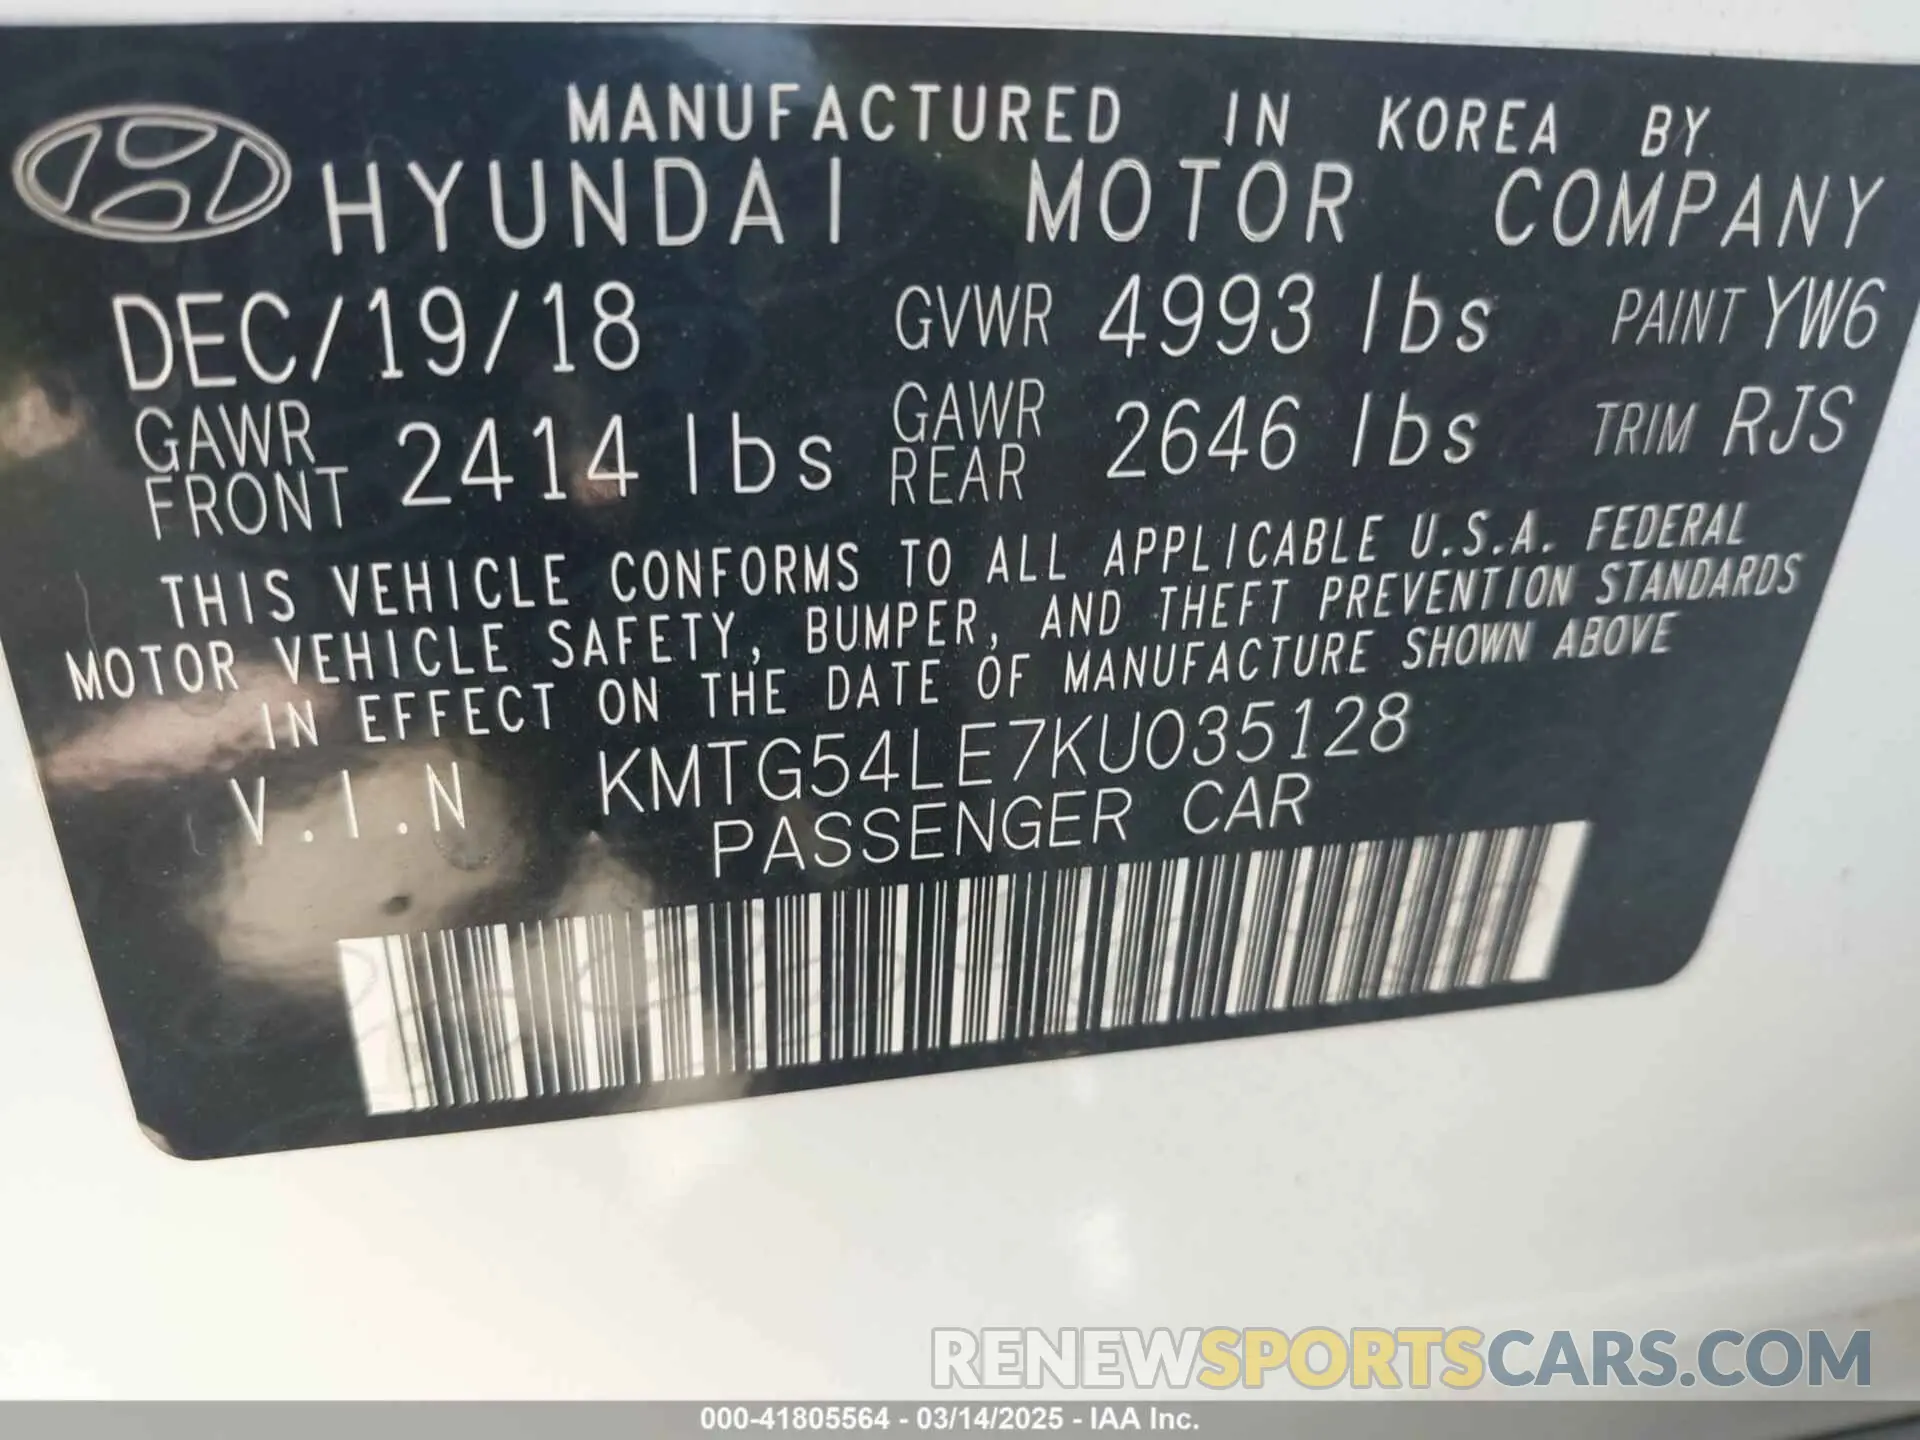 MANUFACTURED IN KOREA BY
HYUNDAI MOTOR COMPANY
DEC/19/18 GVWR 4993 lbs PAINT YW6
GAWR FRONT 2414 lbs GAWR REAR 2646 lbs TRIM RJS
THIS VEHICLE CONFORMS TO ALL APPLICABLE U.S.A. FEDERAL
MOTOR VEHICLE SAFETY, BUMPER, AND THEFT PREVENTION STANDARDS
IN EFFECT ON THE DATE OF MANUFACTURE SHOWN ABOVE
V.I.N KMTG54LE7KU035128
PASSENGER CAR
RENEWSPORTSCARS.COM
000-41805564 - 03/14/2025 - IAA Inc.